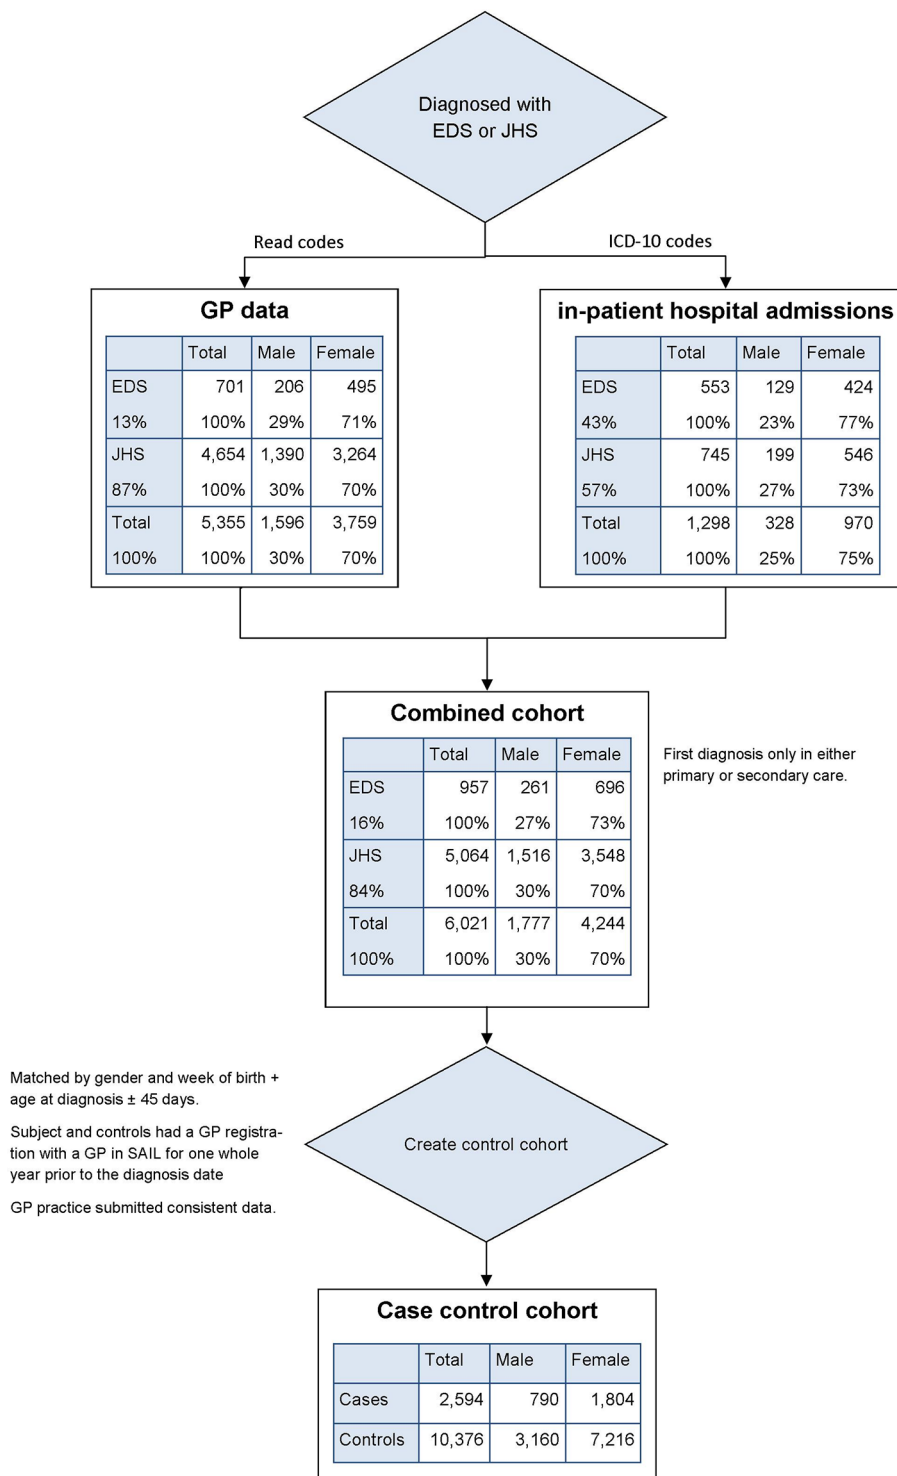 Diagnosed with
EDS or JHS
Read codes
ICD-10 codes
GP data
Total Male Female
EDS 701 206 495
13% 100% 29% 71%
JHS 4,654 1,390 3,264
87% 100% 30% 70%
Total 5,355 1,596 3,759
100% 100% 30% 70%
in-patient hospital admissions
Total Male Female
EDS 553 129 424
43% 100% 23% 77%
JHS 745 199 546
57% 100% 27% 73%
Total 1,298 328 970
100% 100% 25% 75%
Combined cohort
Total Male Female
EDS 957 261 696
16% 100% 27% 73%
JHS 5,064 1,516 3,548
84% 100% 30% 70%
Total 6,021 1,777 4,244
100% 100% 30% 70%
First diagnosis only in either
primary or secondary care.
Matched by gender and week of birth +
age at diagnosis ± 45 days.
Subject and controls had a GP registra-
tion with a GP in SAIL for one whole
year prior to the diagnosis date
GP practice submitted consistent data.
Create control cohort
Case control cohort
Total Male Female
Cases 2,594 790 1,804
Controls 10,376 3,160 7,216